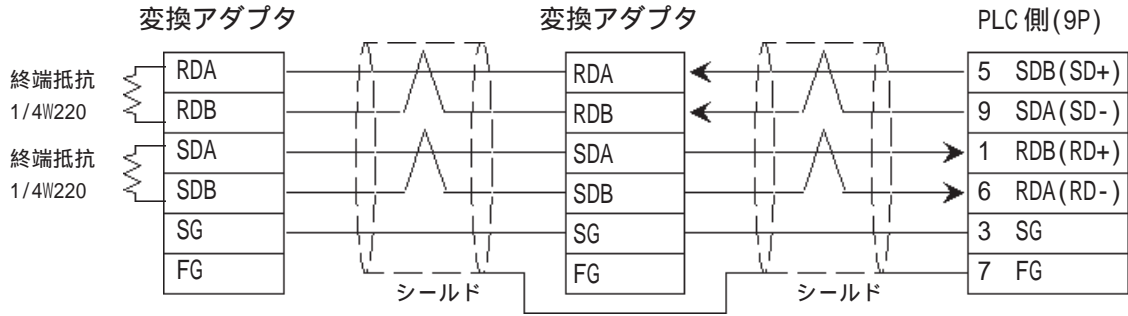 変換アダプタ 変換アダプタ PLC 側(9P)
終端抵抗
1/4W220
終端抵抗
1/4W220
RDA RDA 5 SDB(SD+)
RDB RDB 9 SDA(SD-)
SDA SDA 1 RDB(RD+)
SDB SDB 6 RDA(RD-)
SG SG 3 SG
FG FG 7 FG
シールド シールド